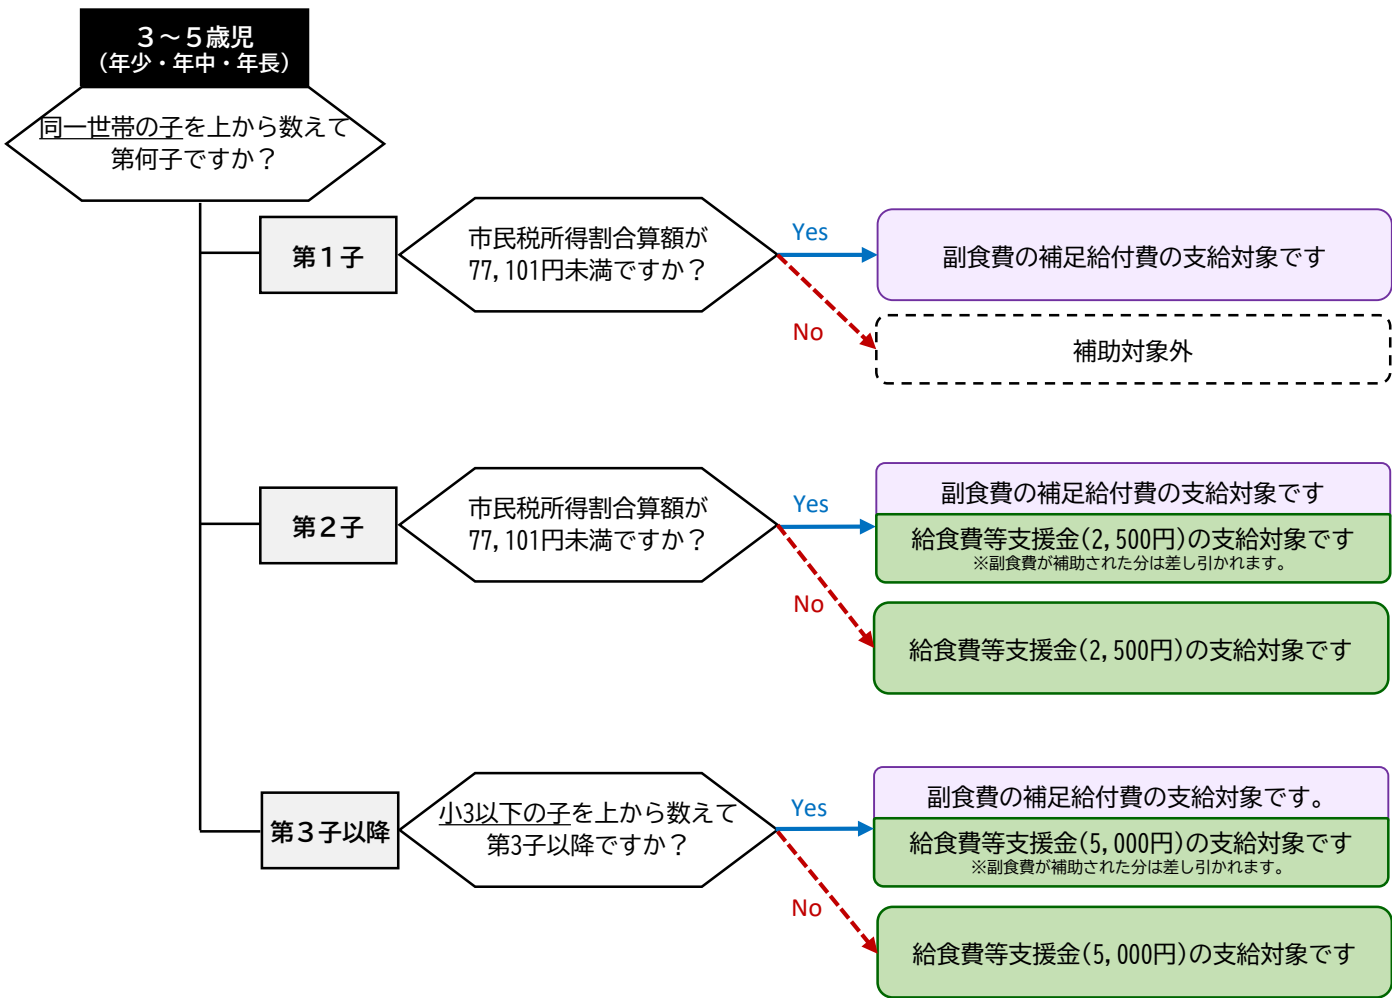 ３～５歳児
（年少・年中・年長）
同一世帯の子を上から数えて
第何子ですか？
第１子
市民税所得割合算額が
77,101円未満ですか？
Yes
副食費の補足給付費の支給対象です
No
補助対象外
第２子
市民税所得割合算額が
77,101円未満ですか？
Yes
副食費の補足給付費の支給対象です
給食費等支援金(2,500円)の支給対象です
※副食費が補助された分は差し引かれます。
No
給食費等支援金(2,500円)の支給対象です
第３子以降
小3以下の子を上から数えて
第3子以降ですか？
Yes
副食費の補足給付費の支給対象です。
給食費等支援金(5,000円)の支給対象です
※副食費が補助された分は差し引かれます。
No
給食費等支援金(5,000円)の支給対象です